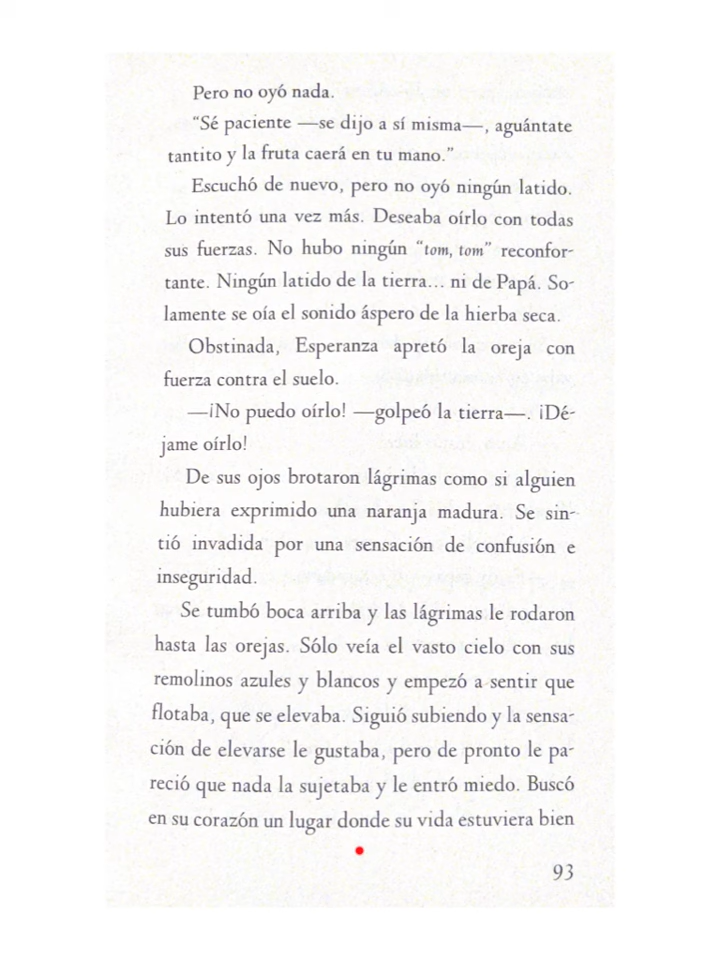 Pero no oyó nada.
“Sé paciente —se dijo a sí misma—, aguántate
tantito y la fruta caerá en tu mano.”
Escuchó de nuevo, pero no oyó ningún latido.
Lo intentó una vez más. Deseaba oírlo con todas
sus fuerzas. No hubo ningún “tom, tom” reconfor-
tante. Ningún latido de la tierra... ni de Papá. So-
lamente se oía el sonido áspero de la hierba seca.
Obstinada, Esperanza apretó la oreja con
fuerza contra el suelo.
—¡No puedo oírlo! —golpeó la tierra—. ¡Dé-
jame oírlo!
De sus ojos brotaron lágrimas como si alguien
hubiera exprimido una naranja madura. Se sin-
tió invadida por una sensación de confusión e
inseguridad.
Se tumbó boca arriba y las lágrimas le rodaron
hasta las orejas. Sólo veía el vasto cielo con sus
remolinos azules y blancos y empezó a sentir que
flotaba, que se elevaba. Siguió subiendo y la sensa-
ción de elevarse le gustaba, pero de pronto le pa-
reció que nada la sujetaba y le entró miedo. Buscó
en su corazón un lugar donde su vida estuviera bien
93